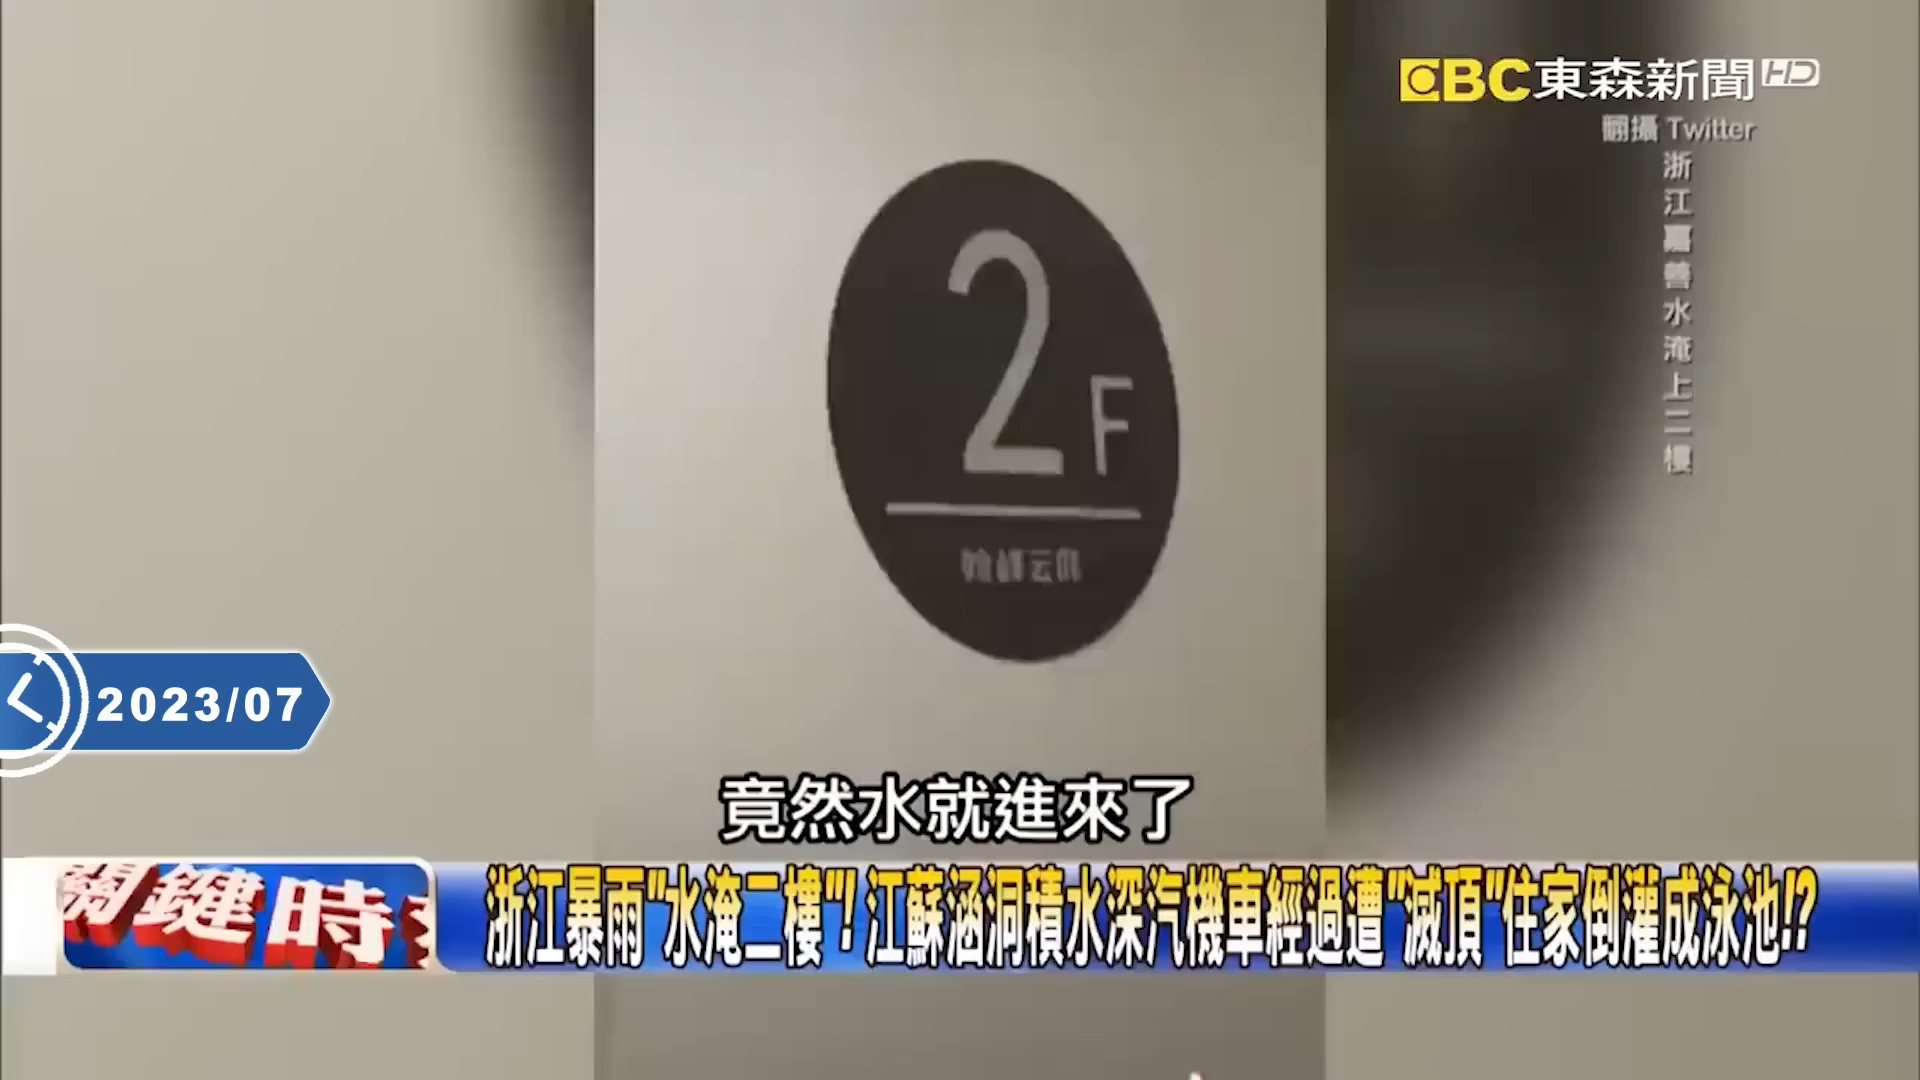 EBC東森新聞HD
翻攝 Twitter
浙江嘉善水淹上二樓
2F
2023/07
竟然水就進來了
關鍵時
浙江暴雨"水淹二樓"! 江蘇涵洞積水深汽機車經過遭"滅頂"住家倒灌成泳池!?